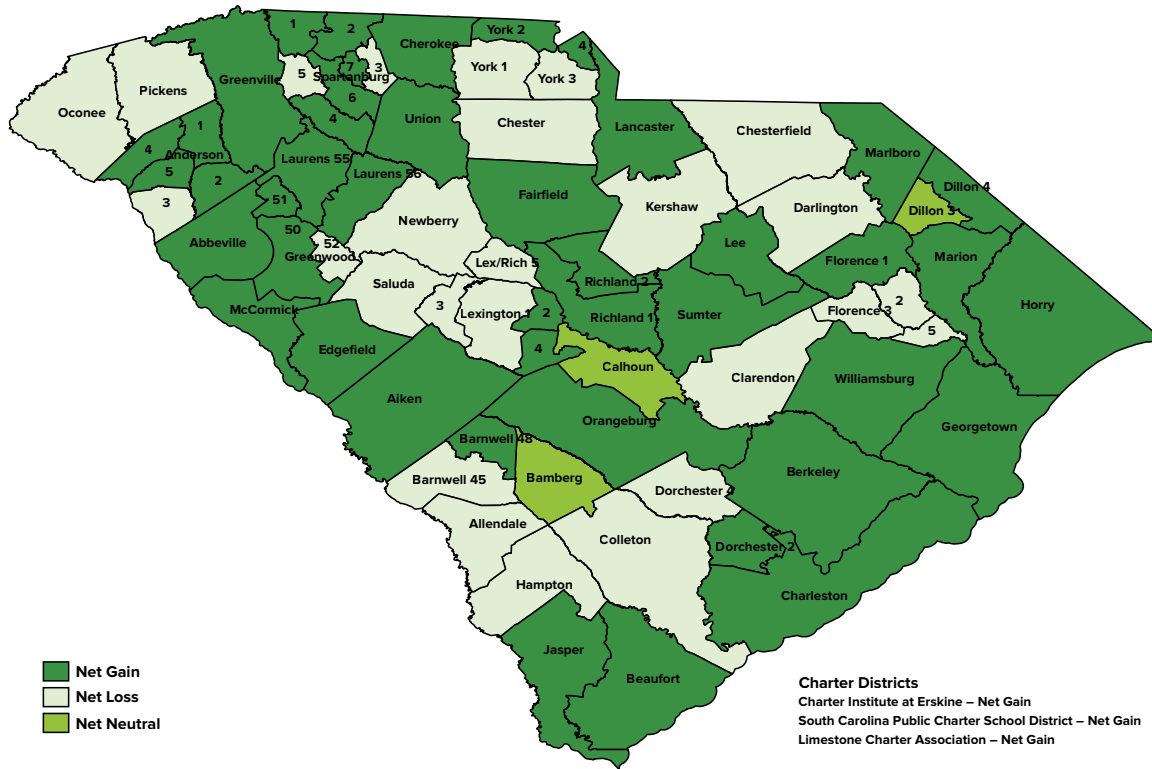 1
2
York 2
Cherokee
4
York 1
5
7
3
Spartanburg
York 3
Greenville
Pickens
6
Oconee
4
Union
Chester
1
Lancaster
Chesterfield
4
Anderson
Laurens 55
Marlboro
5
2
Laurens 56
Dillon 4
3
51
Fairfield
Kershaw
Darlington
Dillon 3
50
Newberry
Abbeville
52
Greenwood
Lee
Lex/Rich 5
Florence 1
Marion
Saluda
Richland 2
McCormick
3
Lexington 1
2
Richland 1
Sumter
Florence 3
2
Horry
5
Edgefield
4
Calhoun
Clarendon
Williamsburg
Aiken
Orangeburg
Georgetown
Barnwell 48
Barnwell 45
Bamberg
Dorchester 4
Berkeley
Allendale
Colleton
Dorchester 2
Hampton
Charleston
Jasper
Beaufort
Net Gain
Net Loss
Net Neutral
Charter Districts
Charter Institute at Erskine – Net Gain
South Carolina Public Charter School District – Net Gain
Limestone Charter Association – Net Gain